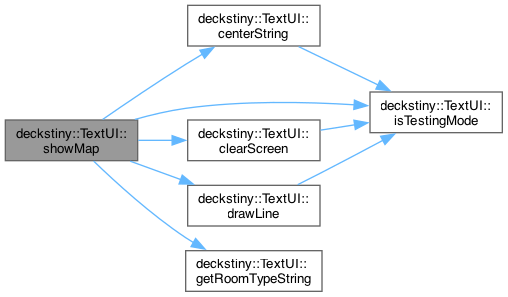 deckstiny::TextUI::
centerString
deckstiny::TextUI::
isTestingMode
deckstiny::TextUI::
showMap
deckstiny::TextUI::
clearScreen
deckstiny::TextUI::
drawLine
deckstiny::TextUI::
getRoomTypeString